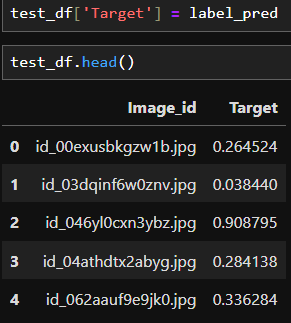 test_df['Target'] = label_pred
test_df.head()
Image_id Target
0 id_00exusbkgzw1b.jpg 0.264524
1 id_03dqinf6w0znv.jpg 0.038440
2 id_046yl0cxn3ybz.jpg 0.908795
3 id_04athdtx2abyg.jpg 0.284138
4 id_062aauf9e9jk0.jpg 0.336284